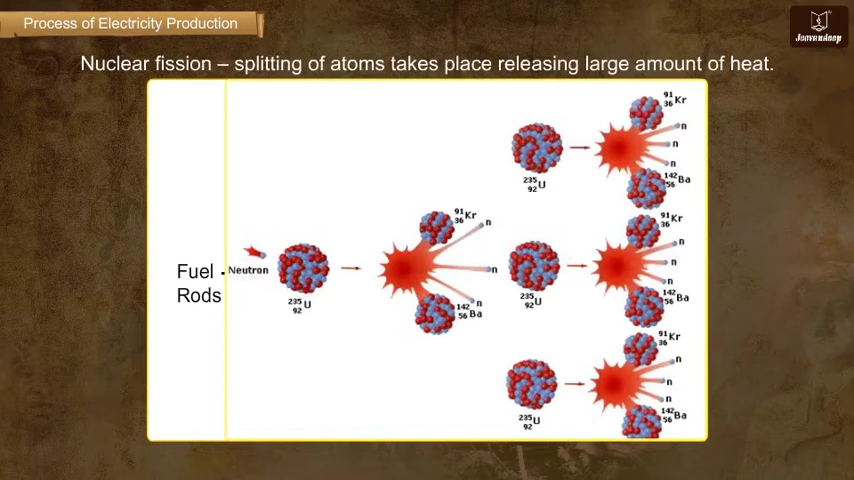 Process of Electricity Production
Jnovandeep
Nuclear fission – splitting of atoms takes place releasing large amount of heat.
Fuel
Rods
Neutron
235
92 U
91
36 Kr
n
n
n
142
56 Ba
235
92 U
91
36 Kr
n
n
n
142
56 Ba
235
92 U
91
36 Kr
n
n
n
142
56 Ba
235
92 U
91
36 Kr
n
n
n
142
56 Ba